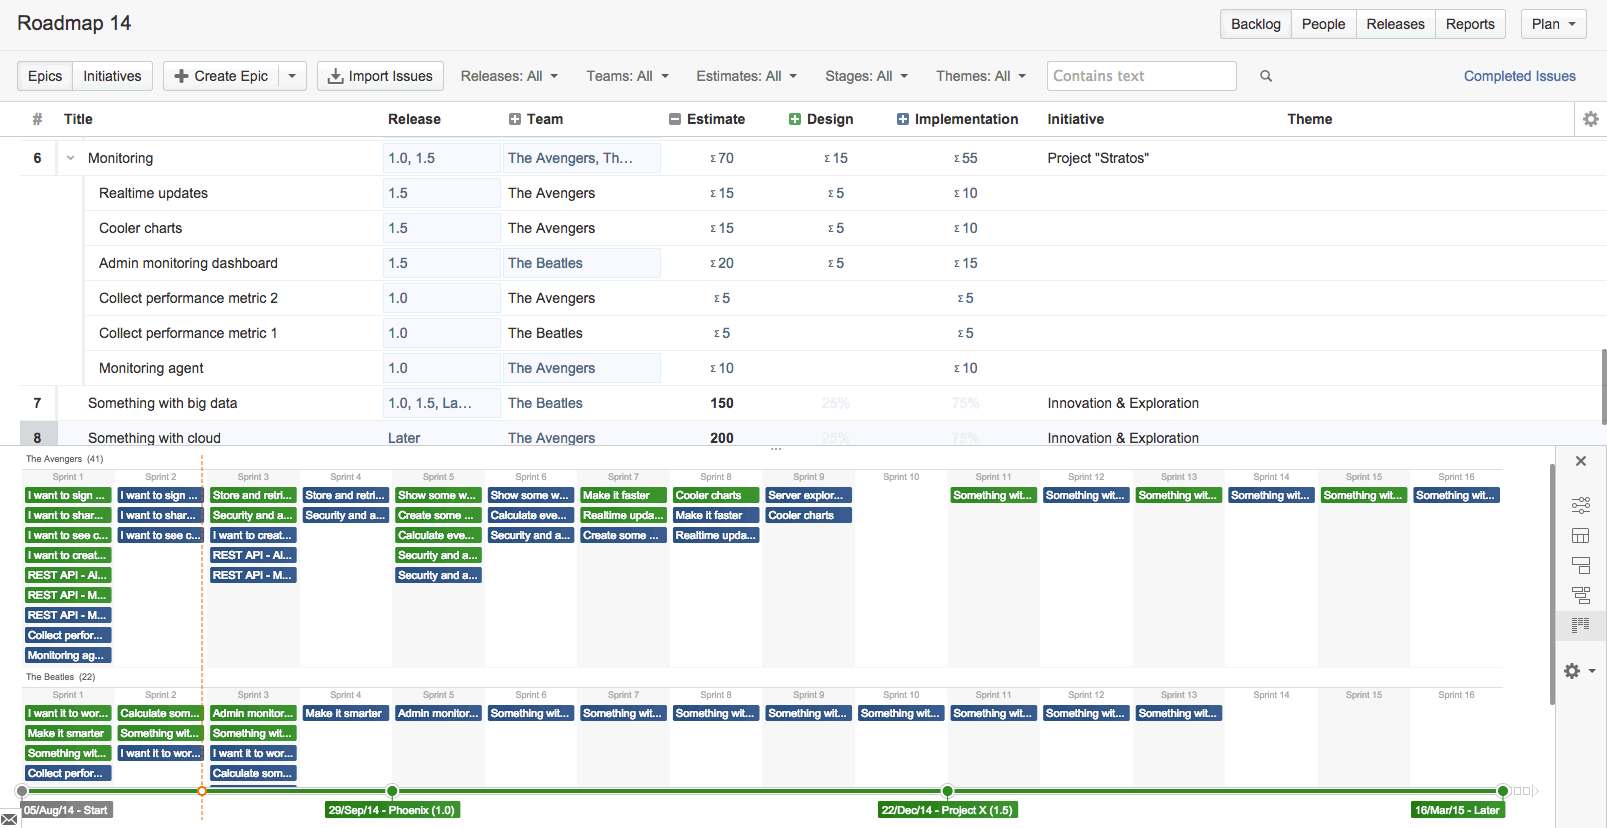 Roadmap 14
Backlog People Releases Reports Plan
Epics Initiatives Create Epic Import Issues Releases: All Teams: All Estimates: All Stages: All Themes: All Contains text Completed Issues
# Title Release Team Estimate Design Implementation Initiative Theme
6 Monitoring 1.0, 1.5 The Avengers, Th... Σ 70 Σ 15 Σ 55 Project "Stratos"
Realtime updates 1.5 The Avengers Σ 15 Σ 5 Σ 10
Cooler charts 1.5 The Avengers Σ 15 Σ 5 Σ 10
Admin monitoring dashboard 1.5 The Beatles Σ 20 Σ 5 Σ 15
Collect performance metric 2 1.0 The Avengers Σ 5 Σ 5
Collect performance metric 1 1.0 The Beatles Σ 5 Σ 5
Monitoring agent 1.0 The Avengers Σ 10 Σ 10
7 Something with big data 1.0, 1.5, La... The Beatles 150 25% 75% Innovation & Exploration
8 Something with cloud Later The Avengers 200 25% 75% Innovation & Exploration
The Avengers (41)
Sprint 1 Sprint 2 Sprint 3 Sprint 4 Sprint 5 Sprint 6 Sprint 7 Sprint 8 Sprint 9 Sprint 10 Sprint 11 Sprint 12 Sprint 13 Sprint 14 Sprint 15 Sprint 16
I want to sign ... I want to sign ... Store and retri... Store and retri... Show some w... Show some w... Make it faster Cooler charts Server explor... Something wit... Something wit... Something wit... Something wit... Something wit... Something wit...
I want to shar... I want to shar... Security and a... Security and a... Create some ... Calculate eve... Realtime upda... Make it faster Cooler charts
I want to see c... I want to see c... I want to creat... Calculate eve... Security and a... Create some ... Realtime upda...
I want to creat... REST API - Al... Security and a...
REST API - Al... REST API - M... Security and a...
REST API - M...
REST API - M...
Collect perfor...
Monitoring ag...
The Beatles (22)
Sprint 1 Sprint 2 Sprint 3 Sprint 4 Sprint 5 Sprint 6 Sprint 7 Sprint 8 Sprint 9 Sprint 10 Sprint 11 Sprint 12 Sprint 13 Sprint 14 Sprint 15 Sprint 16
I want it to wor... Calculate som... Admin monitor... Make it smarter Admin monitor... Something wit... Something wit... Something wit... Something wit... Something wit... Something wit... Something wit... Something wit...
Make it smarter Something wit... Something wit...
Something wit... I want it to wor... I want it to wor...
Collect perfor... Calculate som...
05/Aug/14 - Start 29/Sep/14 - Phoenix (1.0) 22/Dec/14 - Project X (1.5) 16/Mar/15 - Later